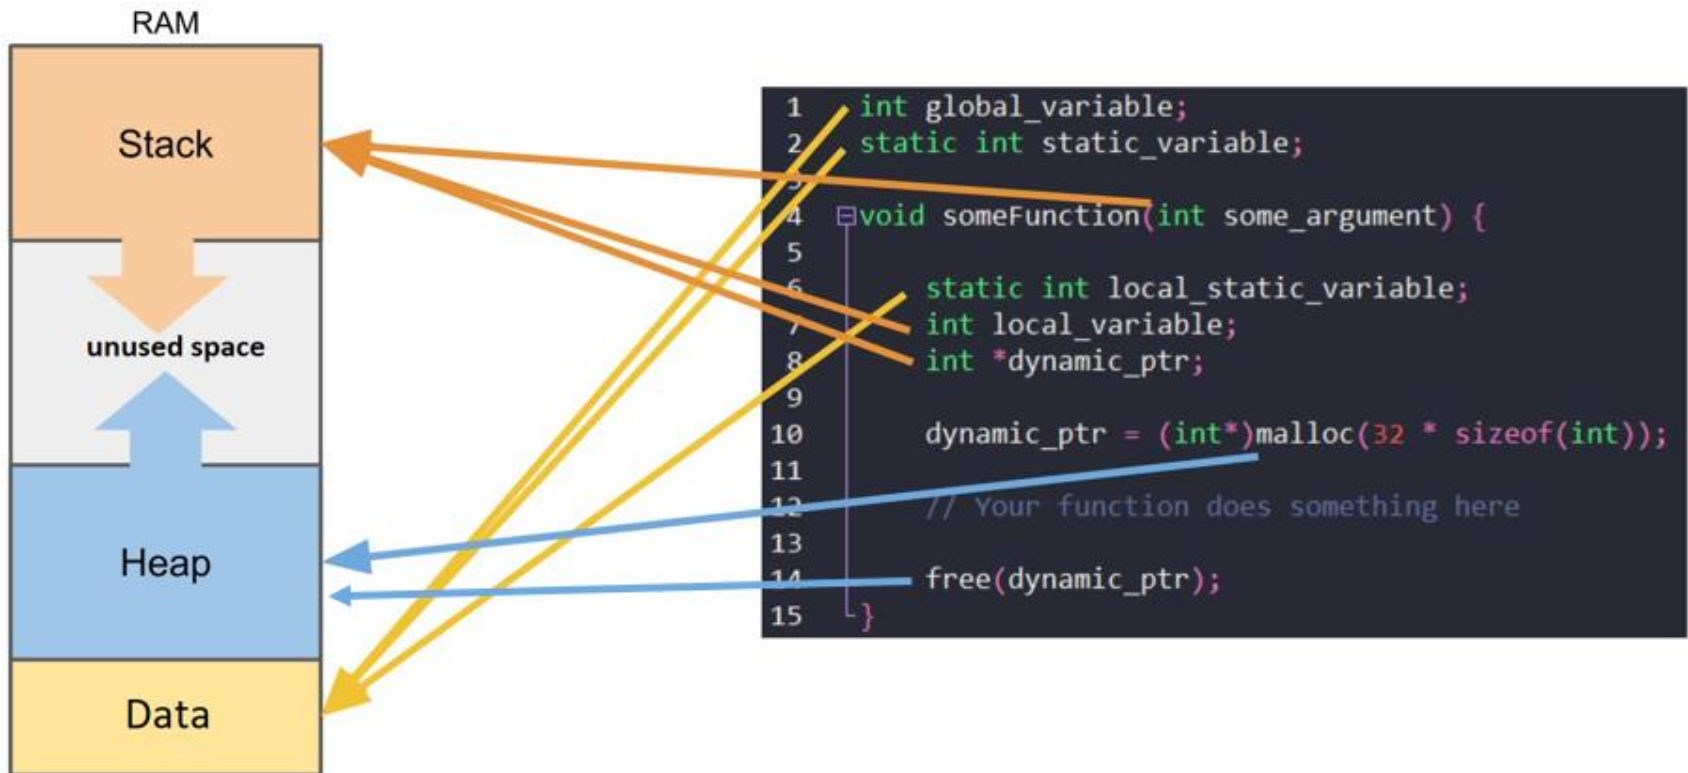 RAM
Stack
unused space
Heap
Data
1 int global_variable;
2 static int static_variable;
3
4 void someFunction(int some_argument) {
5
6 static int local_static_variable;
7 int local_variable;
8 int *dynamic_ptr;
9
10 dynamic_ptr = (int*)malloc(32 * sizeof(int));
11
12 // Your function does something here
13
14 free(dynamic_ptr);
15 }